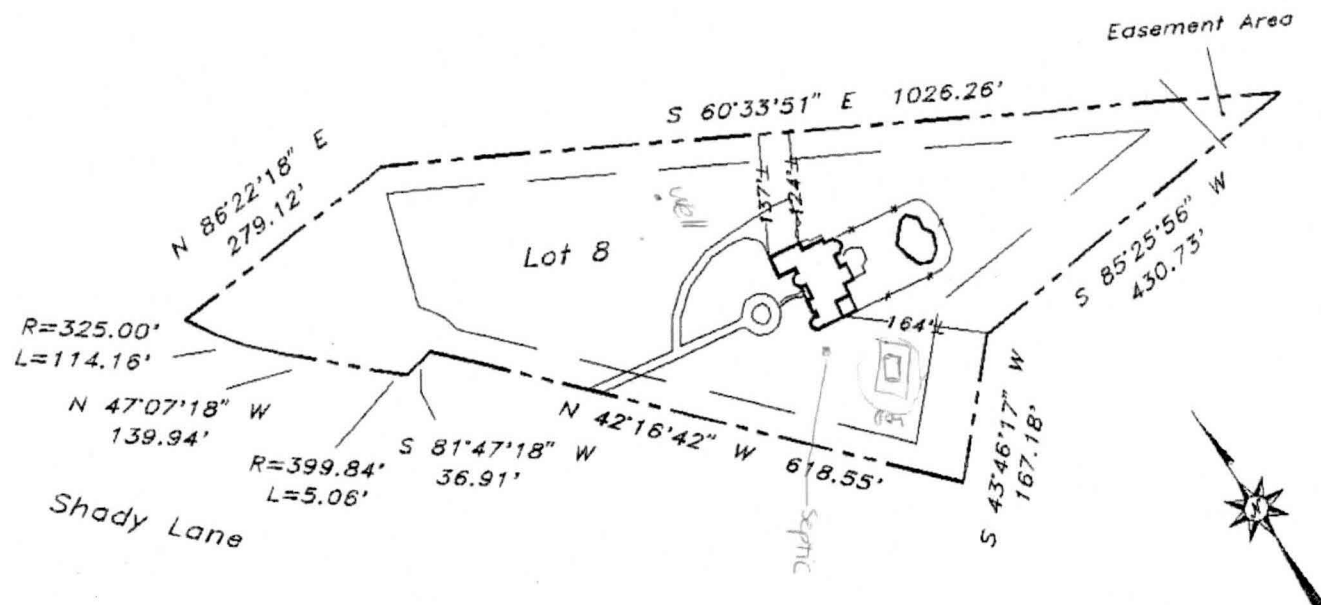 Easement Area
S 60°33'51" E 1026.26'
N 86°22'18" E
279.12'
137'±
124'±
well
Lot 8
S 85°25'56" W
430.73'
R=325.00'
L=114.16'
164'±
N 47°07'18" W
139.94'
R=399.84'
L=5.06'
S 81°47'18" W
36.91'
N 42°16'42" W 618.55'
S 43°46'17" W
167.18'
Septic
Shady Lane
N